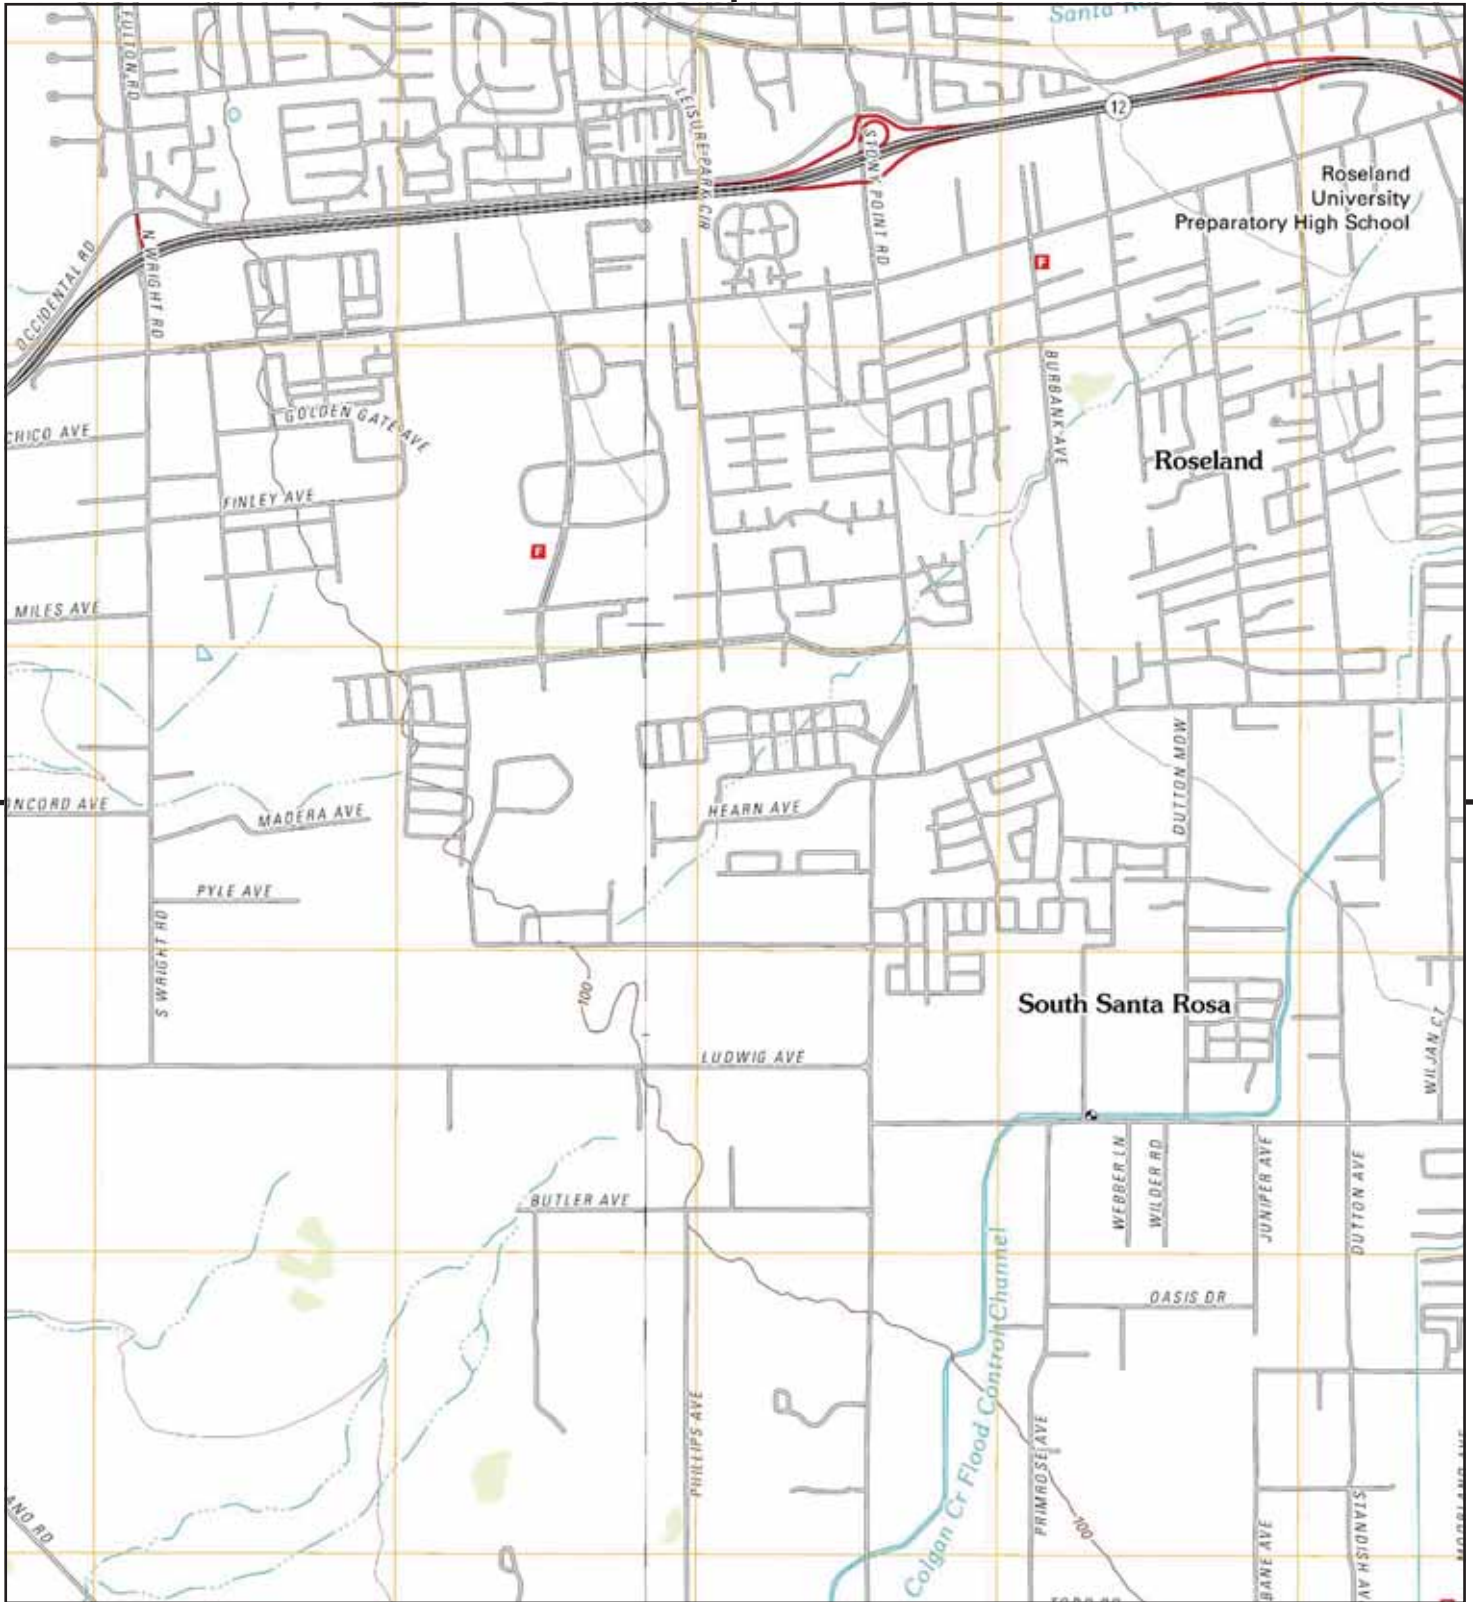 Santa
FULTON RD
LEISURE PARK CIR
12
STONY POINT RD
Roseland
University
Preparatory High School
F
OCCIDENTAL RD
N WRIGHT RD
BURBANK AVE
GOLDEN GATE AVE
CHICO AVE
Roseland
FINLEY AVE
F
MILES AVE
DUTTON MDW
ONCORD AVE
MADERA AVE
HEARN AVE
PYLE AVE
S WRIGHT RD
100
South Santa Rosa
LUDWIG AVE
WILJAN CT
WEBBER LN
WILDER RD
JUNIPER AVE
DUTTON AVE
BUTLER AVE
OASIS DR
Colgan Cr Flood Control Channel
PHILLIPS AVE
PRIMROSE AVE
100
ANO RD
BANE AVE
STANDISH AV